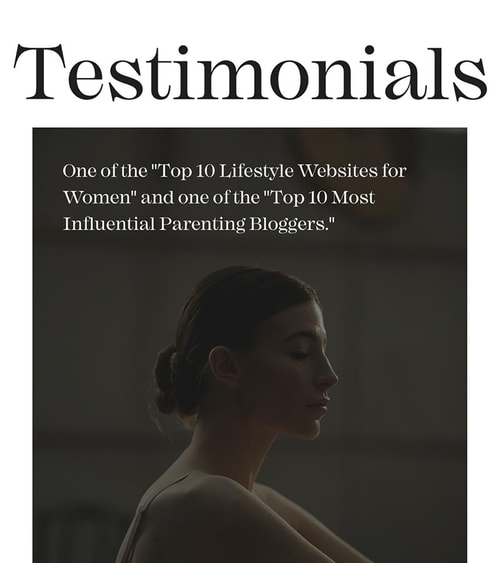 Testimonials
One of the "Top 10 Lifestyle Websites for
Women" and one of the "Top 10 Most
Influential Parenting Bloggers."